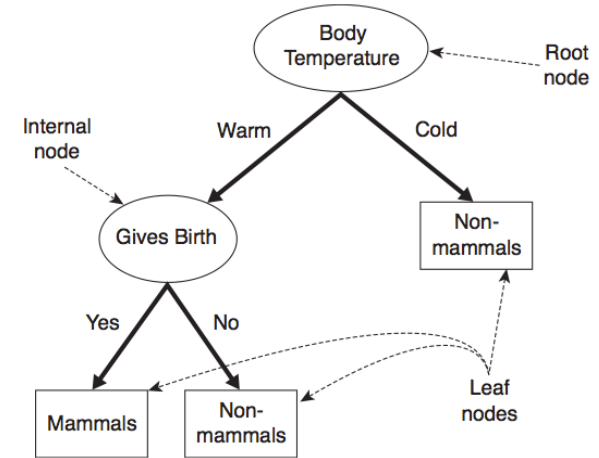 Body
Temperature
Root
node
Internal
node
Warm
Cold
Gives Birth
Non-
mammals
Yes
No
Mammals
Non-
mammals
Leaf
nodes